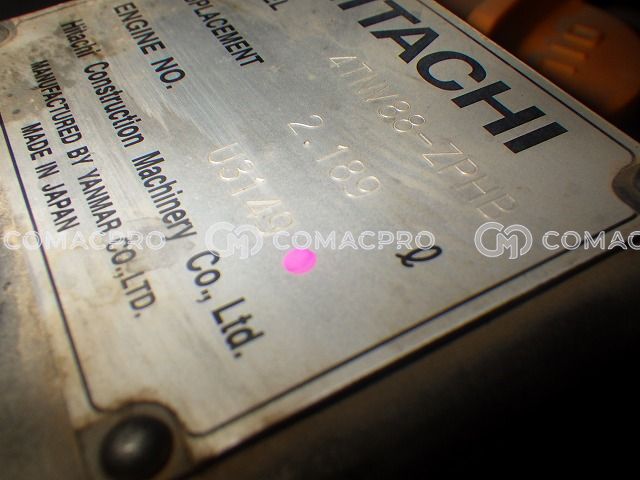 HITACHI
4TNV88-ZPHB
DISPLACEMENT 2.189 ℓ
ENGINE NO. U3149
Hitachi Construction Machinery Co., Ltd.
MANUFACTURED BY YANMAR CO.,LTD.
MADE IN JAPAN
COMACPRO COMACPRO COMACPRO